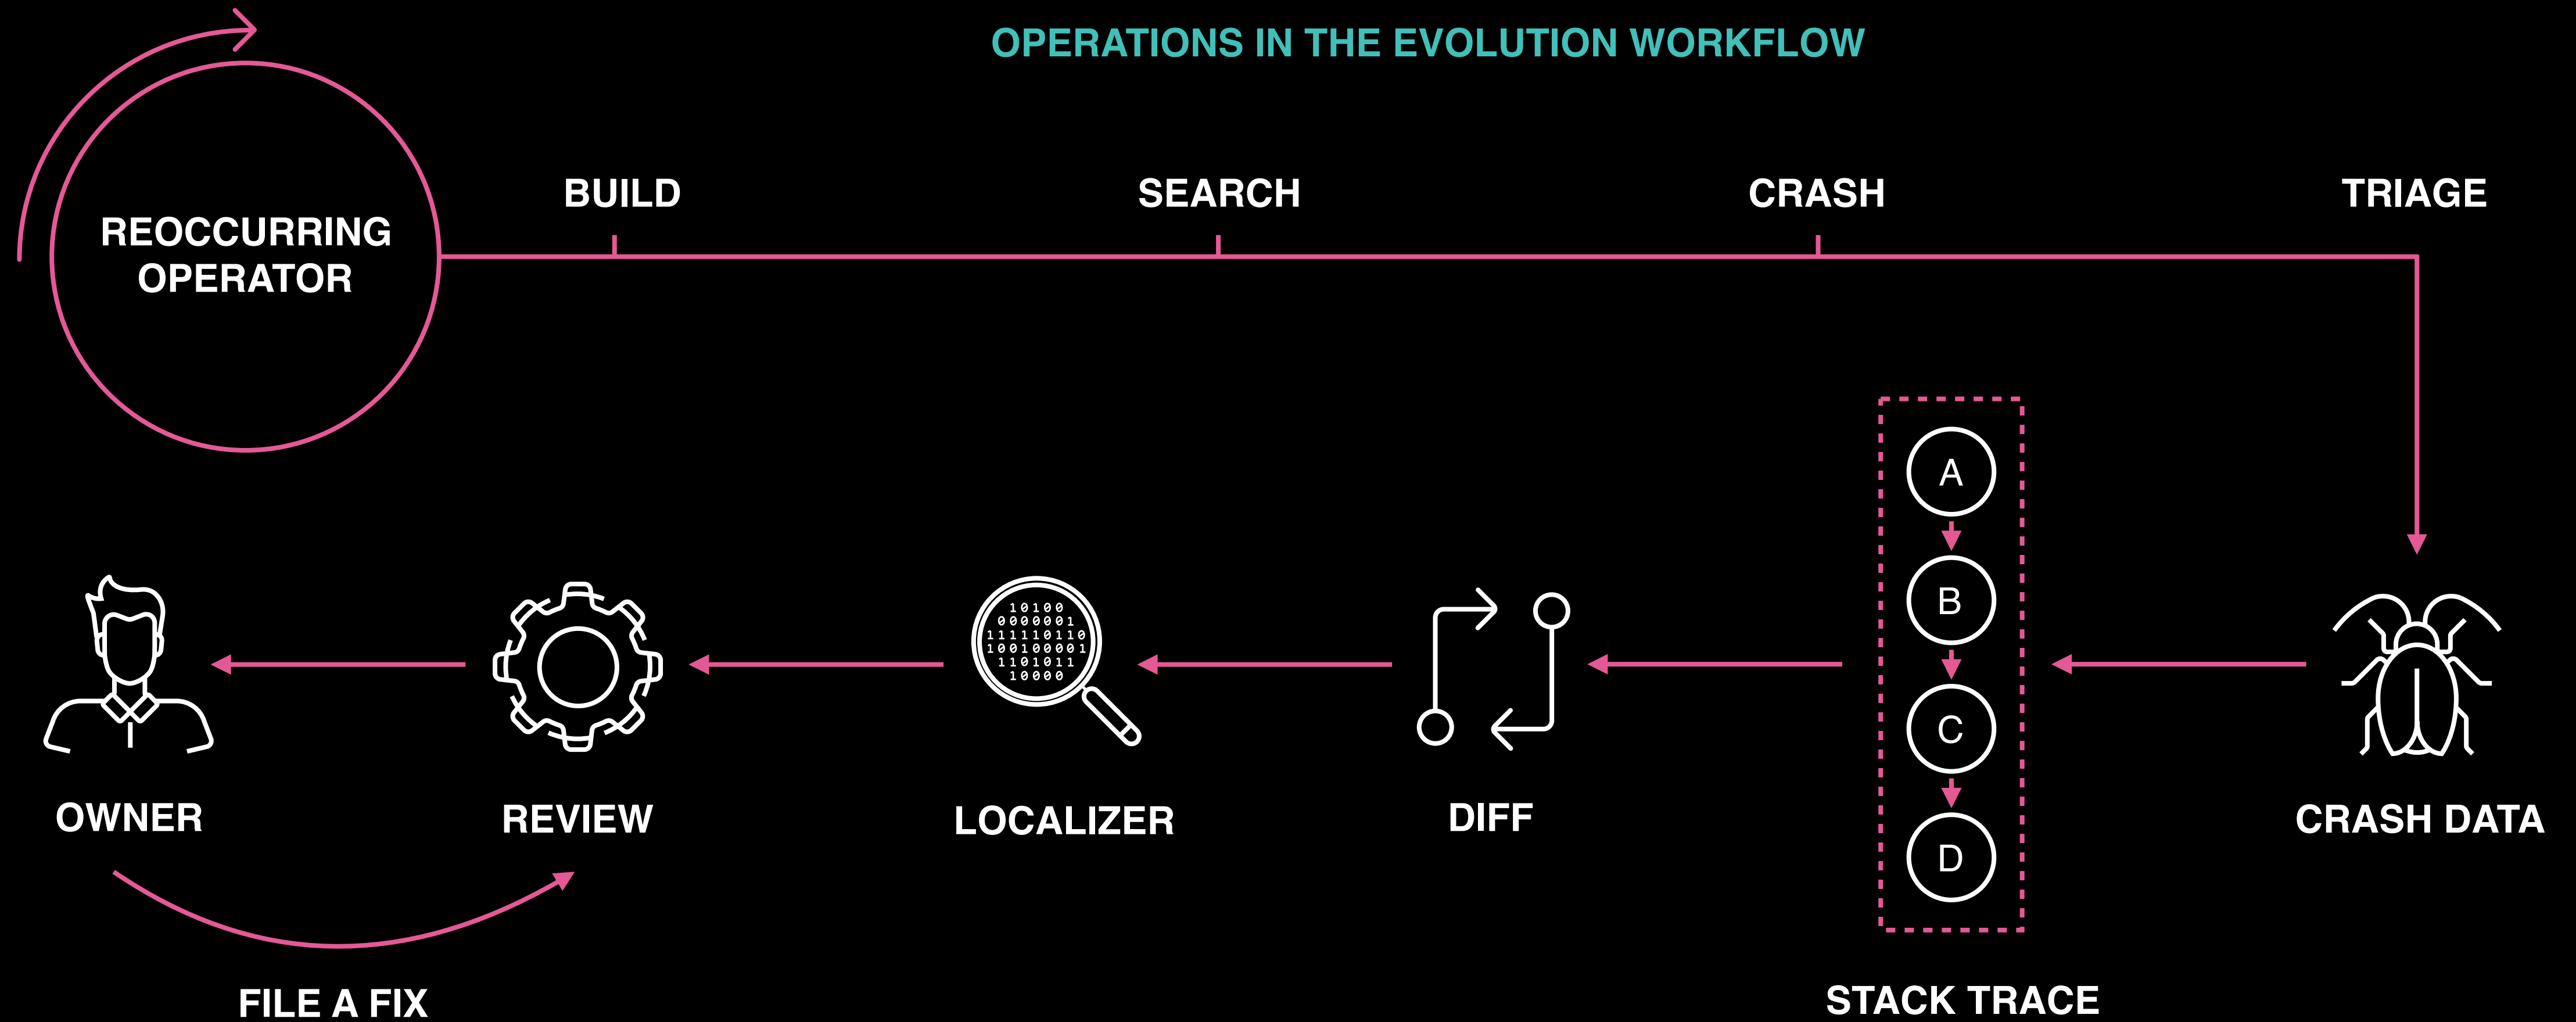 OPERATIONS IN THE EVOLUTION WORKFLOW
REOCCURRING
OPERATOR
BUILD
SEARCH
CRASH
TRIAGE
A
B
C
D
10100
0000001
111110110
100100001
1101011
10000
OWNER
REVIEW
LOCALIZER
DIFF
CRASH DATA
FILE A FIX
STACK TRACE